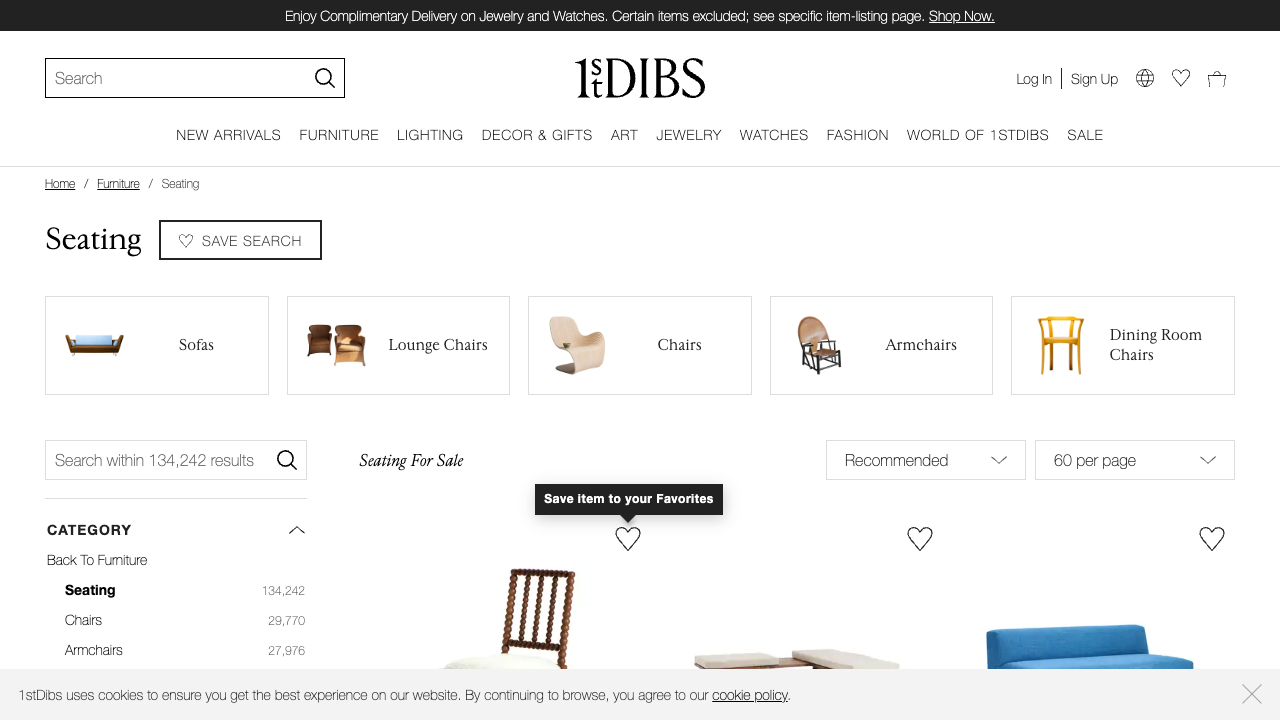 Enjoy Complimentary Delivery on Jewelry and Watches. Certain items excluded; see specific item-listing page. Shop Now.
Search
1stDIBS
Log In
Sign Up
NEW ARRIVALS FURNITURE LIGHTING DECOR & GIFTS ART JEWELRY WATCHES FASHION WORLD OF 1STDIBS SALE
Home / Furniture / Seating
Seating
SAVE SEARCH
Sofas
Lounge Chairs
Chairs
Armchairs
Dining Room
Chairs
Search within 134,242 results
Seating For Sale
Recommended
60 per page
Save item to your Favorites
CATEGORY
Back To Furniture
Seating 134,242
Chairs 29,770
Armchairs 27,976
1stDibs uses cookies to ensure you get the best experience on our website. By continuing to browse, you agree to our cookie policy.